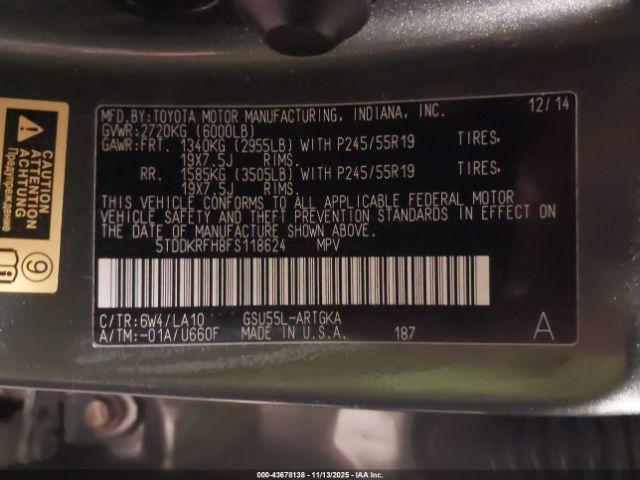 MFD.BY:TOYOTA MOTOR MANUFACTURING, INDIANA, INC. 12/14
GVWR:2720KG (6000LB)
GAWR:FRT. 1340KG (2955LB) WITH P245/55R19 TIRES,
19X7.5J RIMS.
RR. 1585KG (3505LB) WITH P245/55R19 TIRES,
19X7.5J RIMS.
THIS VEHICLE CONFORMS TO ALL APPLICABLE FEDERAL MOTOR
VEHICLE SAFETY AND THEFT PREVENTION STANDARDS IN EFFECT ON
THE DATE OF MANUFACTURE SHOWN ABOVE.
5TDDKRFH8FS118624 MPV
C/TR:6W4/LA10 GSU55L-ARTGKA
A/TM:-01A/U660F MADE IN U.S.A. 187 A
CAUTION
ATTENTION
ACHTUNG
Предупреждение
9
000-43678138 - 11/13/2025 - IAA Inc.